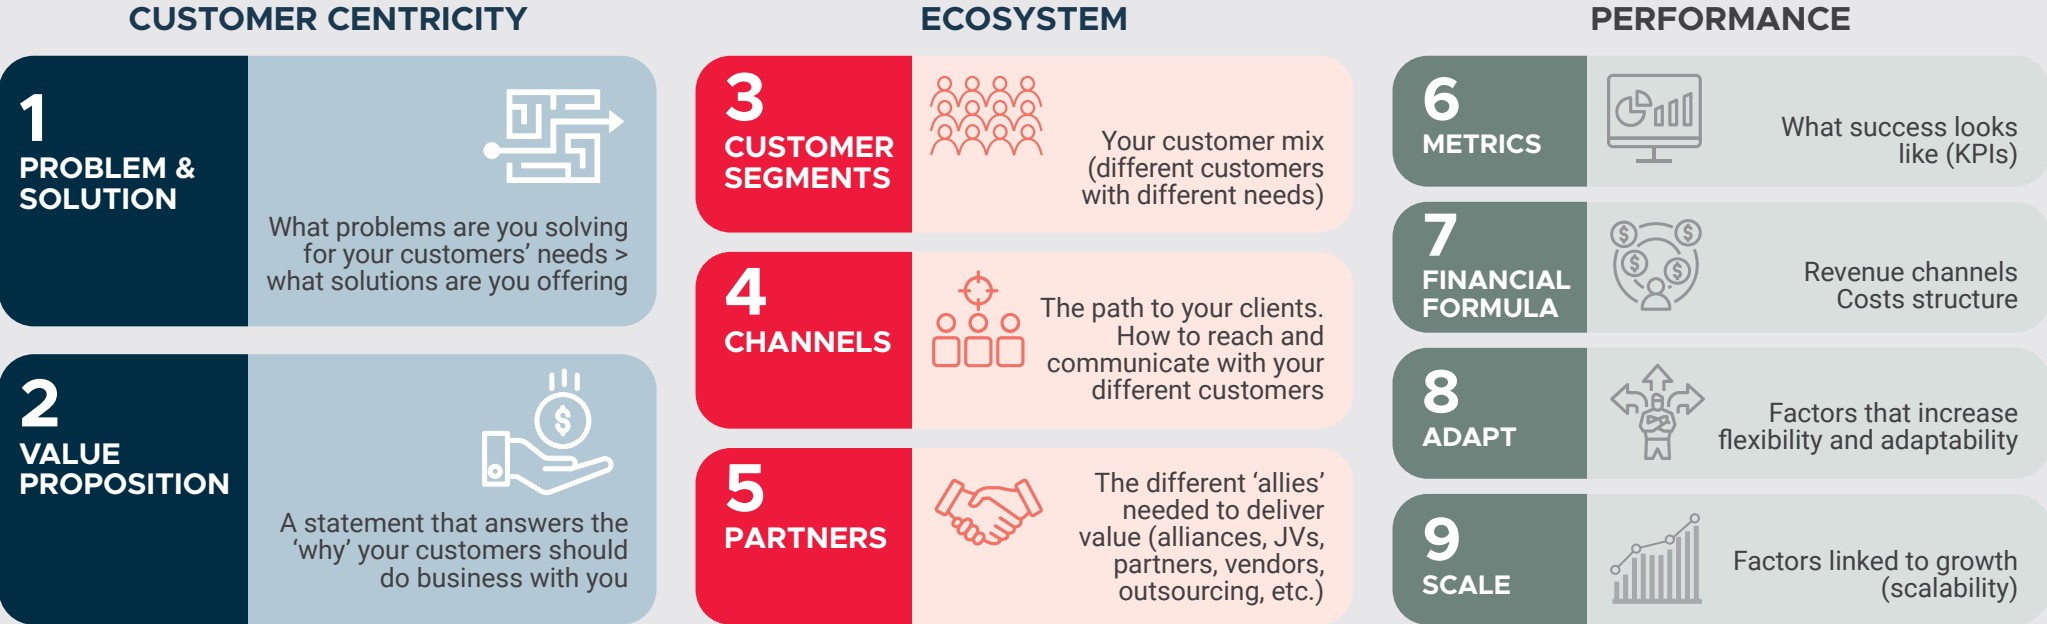 CUSTOMER CENTRICITY
1
PROBLEM &
SOLUTION
What problems are you solving
for your customers’ needs >
what solutions are you offering
2
VALUE
PROPOSITION
$
A statement that answers the
‘why’ your customers should
do business with you
ECOSYSTEM
3
CUSTOMER
SEGMENTS
Your customer mix
(different customers
with different needs)
4
CHANNELS
The path to your clients.
How to reach and
communicate with your
different customers
5
PARTNERS
The different ‘allies’
needed to deliver
value (alliances, JVs,
partners, vendors,
outsourcing, etc.)
PERFORMANCE
6
METRICS
What success looks
like (KPIs)
7
FINANCIAL
FORMULA
$ $
$ $
Revenue channels
Costs structure
8
ADAPT
Factors that increase
flexibility and adaptability
9
SCALE
Factors linked to growth
(scalability)